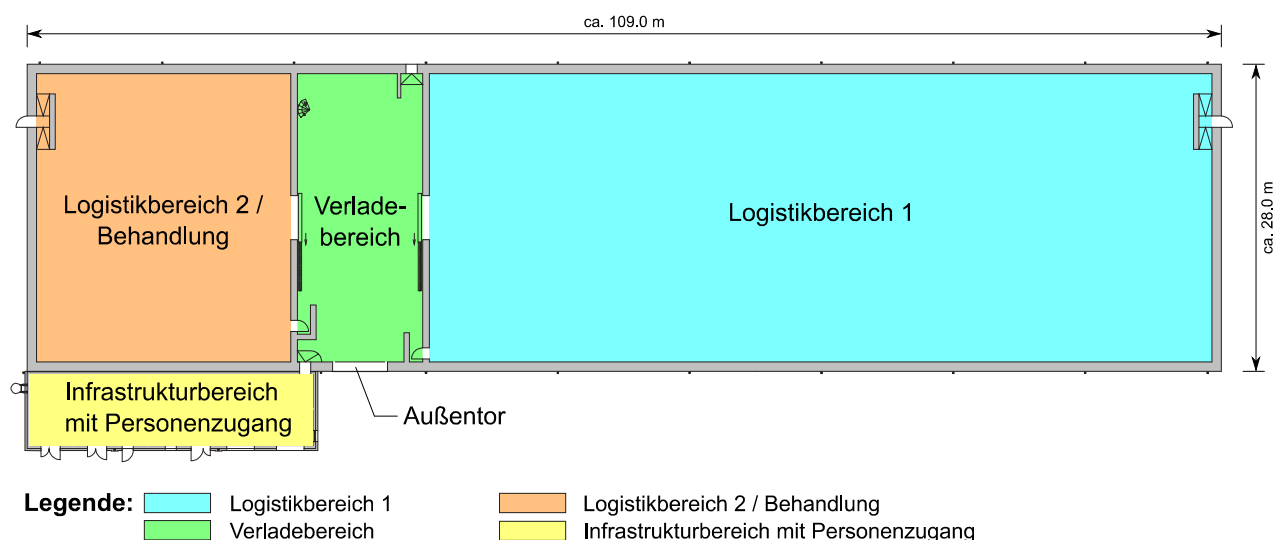 ca. 109.0 m
ca. 28.0 m
Logistikbereich 2 /
Behandlung
Verlade-
bereich
Logistikbereich 1
Infrastrukturbereich
mit Personenzugang
Außentor
Legende:
Logistikbereich 1
Logistikbereich 2 / Behandlung
Verladebereich
Infrastrukturbereich mit Personenzugang